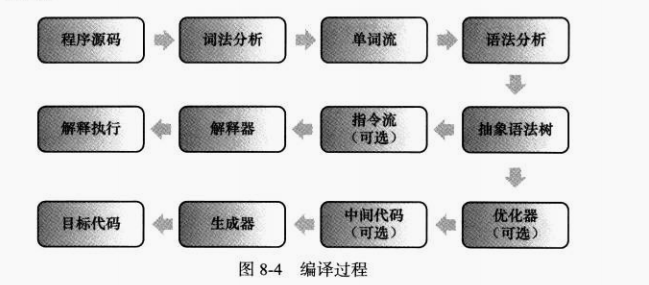 程序源码
词法分析
单词流
语法分析
解释执行
解释器
指令流
（可选）
抽象语法树
目标代码
生成器
中间代码
（可选）
优化器
（可选）
图 8-4 编译过程